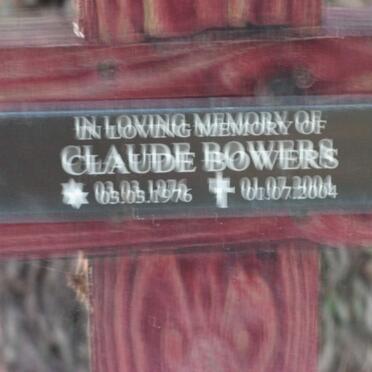 IN LOVING MEMORY OF
CLAUDE BOWERS
03.03.1976 01.07.2004